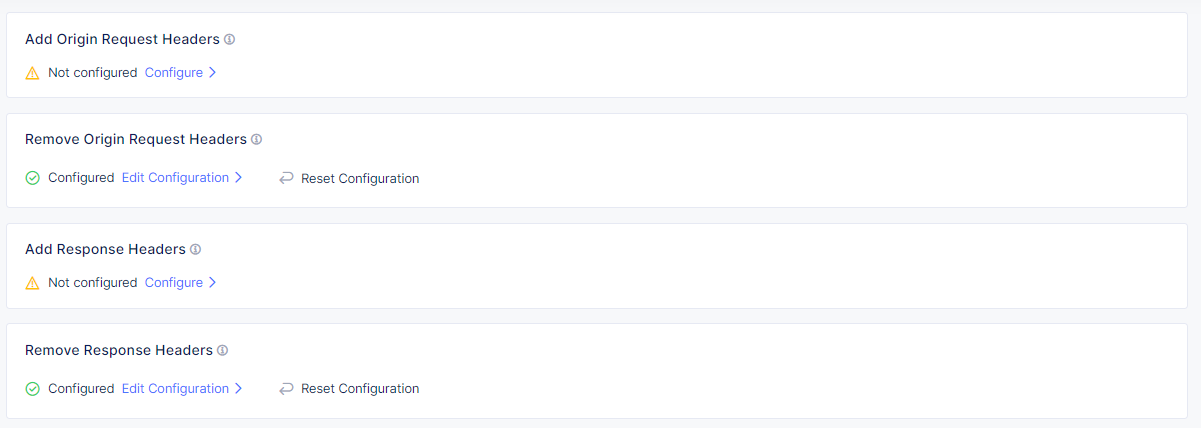 Add Origin Request Headers
Not configured Configure
Remove Origin Request Headers
Configured Edit Configuration Reset Configuration
Add Response Headers
Not configured Configure
Remove Response Headers
Configured Edit Configuration Reset Configuration